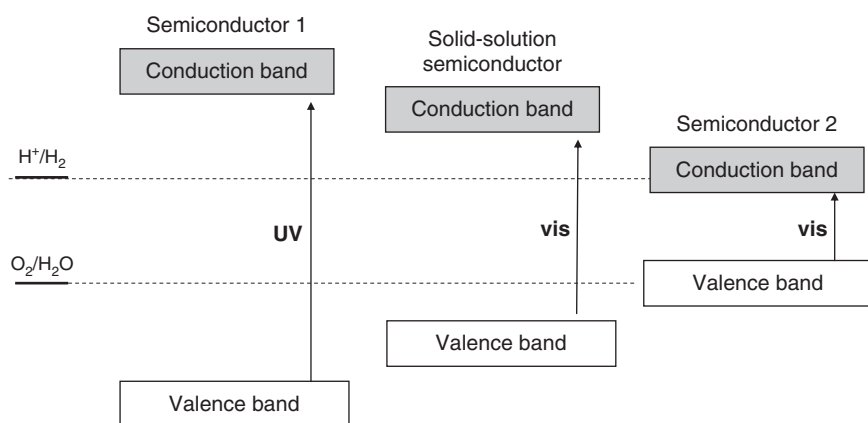 Semiconductor 1
Conduction band
Solid-solution
semiconductor
Conduction band
Semiconductor 2
Conduction band
H⁺/H₂
UV
vis
vis
O₂/H₂O
Valence band
Valence band
Valence band